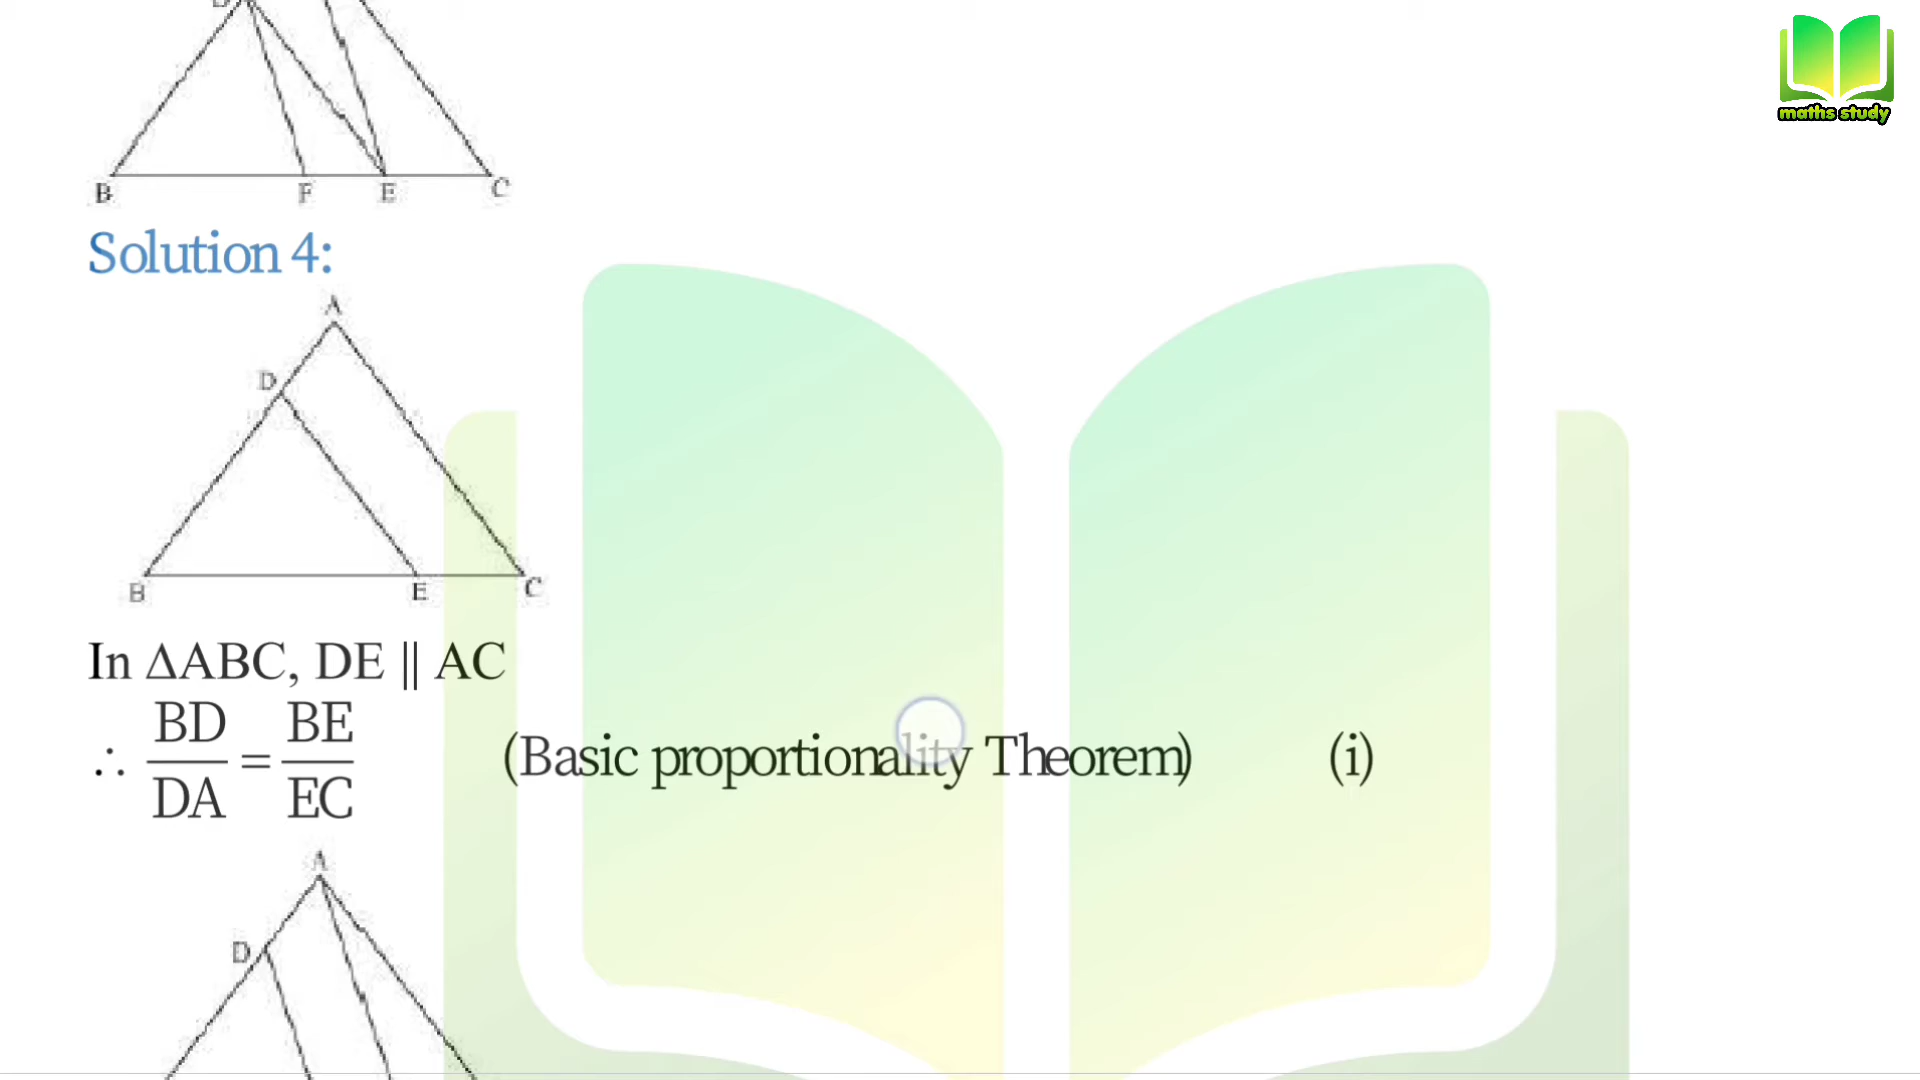 maths study
B F E C
Solution 4:
A
D
B E C
In ΔABC, DE || AC
∴ BD/DA = BE/EC (Basic proportionality Theorem) (i)
A
D